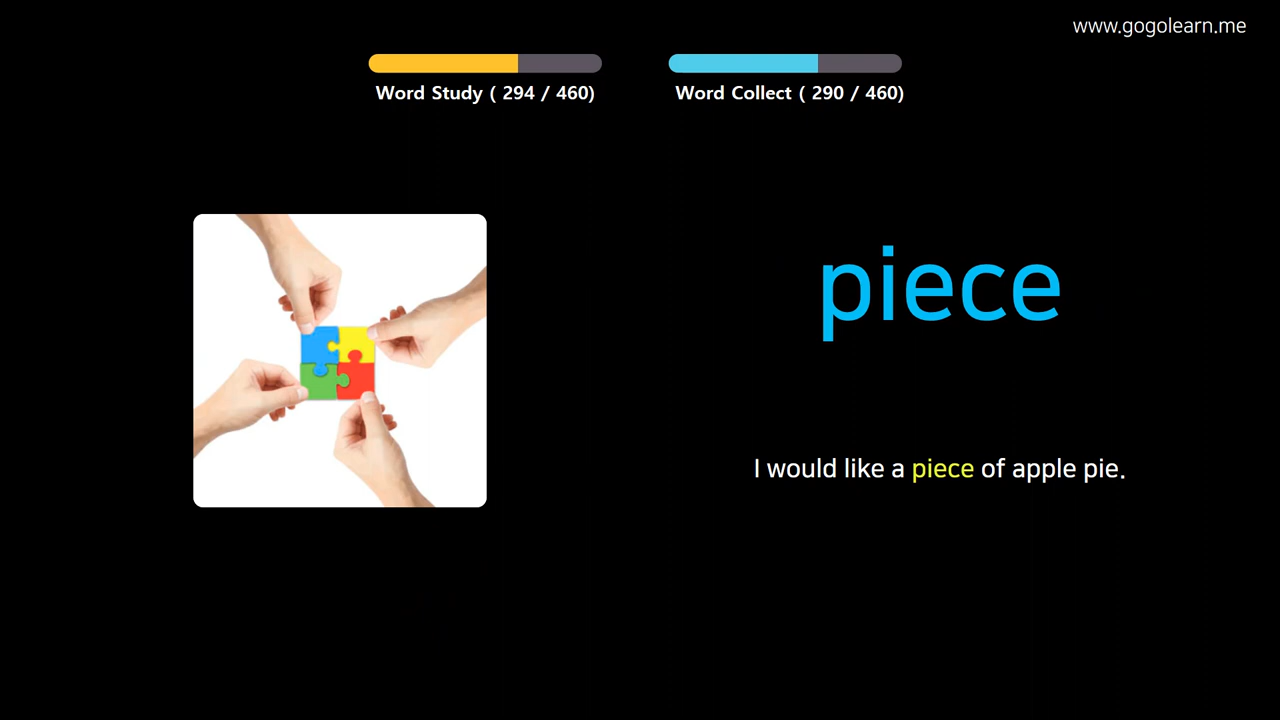 www.gogolearn.me
Word Study ( 294 / 460)
Word Collect ( 290 / 460)
piece
I would like a piece of apple pie.